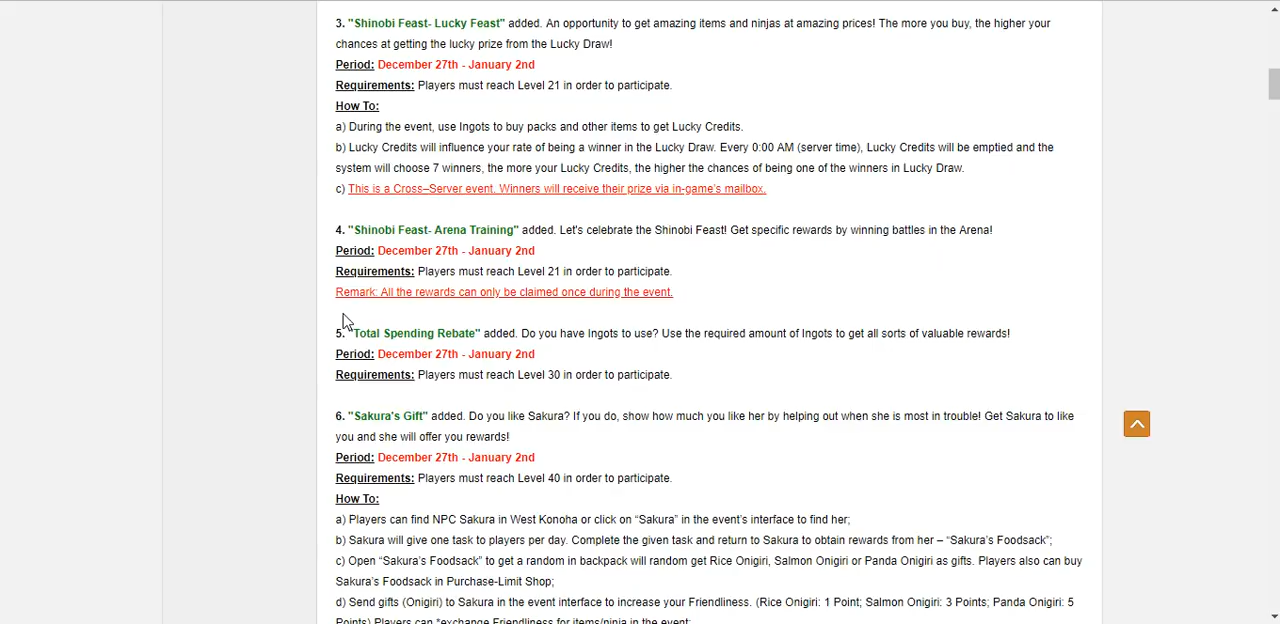 3. "Shinobi Feast- Lucky Feast" added. An opportunity to get amazing items and ninjas at amazing prices! The more you buy, the higher your
chances at getting the lucky prize from the Lucky Draw!
Period: December 27th - January 2nd
Requirements: Players must reach Level 21 in order to participate.
How To:
a) During the event, use Ingots to buy packs and other items to get Lucky Credits.
b) Lucky Credits will influence your rate of being a winner in the Lucky Draw. Every 0:00 AM (server time), Lucky Credits will be emptied and the
system will choose 7 winners, the more your Lucky Credits, the higher the chances of being one of the winners in Lucky Draw.
c) This is a Cross–Server event. Winners will receive their prize via in-game's mailbox.
4. "Shinobi Feast- Arena Training" added. Let's celebrate the Shinobi Feast! Get specific rewards by winning battles in the Arena!
Period: December 27th - January 2nd
Requirements: Players must reach Level 21 in order to participate.
Remark: All the rewards can only be claimed once during the event.
5. "Total Spending Rebate" added. Do you have Ingots to use? Use the required amount of Ingots to get all sorts of valuable rewards!
Period: December 27th - January 2nd
Requirements: Players must reach Level 30 in order to participate.
6. "Sakura's Gift" added. Do you like Sakura? If you do, show how much you like her by helping out when she is most in trouble! Get Sakura to like
you and she will offer you rewards!
Period: December 27th - January 2nd
Requirements: Players must reach Level 40 in order to participate.
How To:
a) Players can find NPC Sakura in West Konoha or click on “Sakura” in the event's interface to find her;
b) Sakura will give one task to players per day. Complete the given task and return to Sakura to obtain rewards from her – “Sakura's Foodsack”;
c) Open “Sakura's Foodsack” to get a random in backpack will random get Rice Onigiri, Salmon Onigiri or Panda Onigiri as gifts. Players also can buy
Sakura's Foodsack in Purchase-Limit Shop;
d) Send gifts (Onigiri) to Sakura in the event interface to increase your Friendliness. (Rice Onigiri: 1 Point; Salmon Onigiri: 3 Points; Panda Onigiri: 5
Points) Players can *exchange Friendliness for items/ninja in the event;